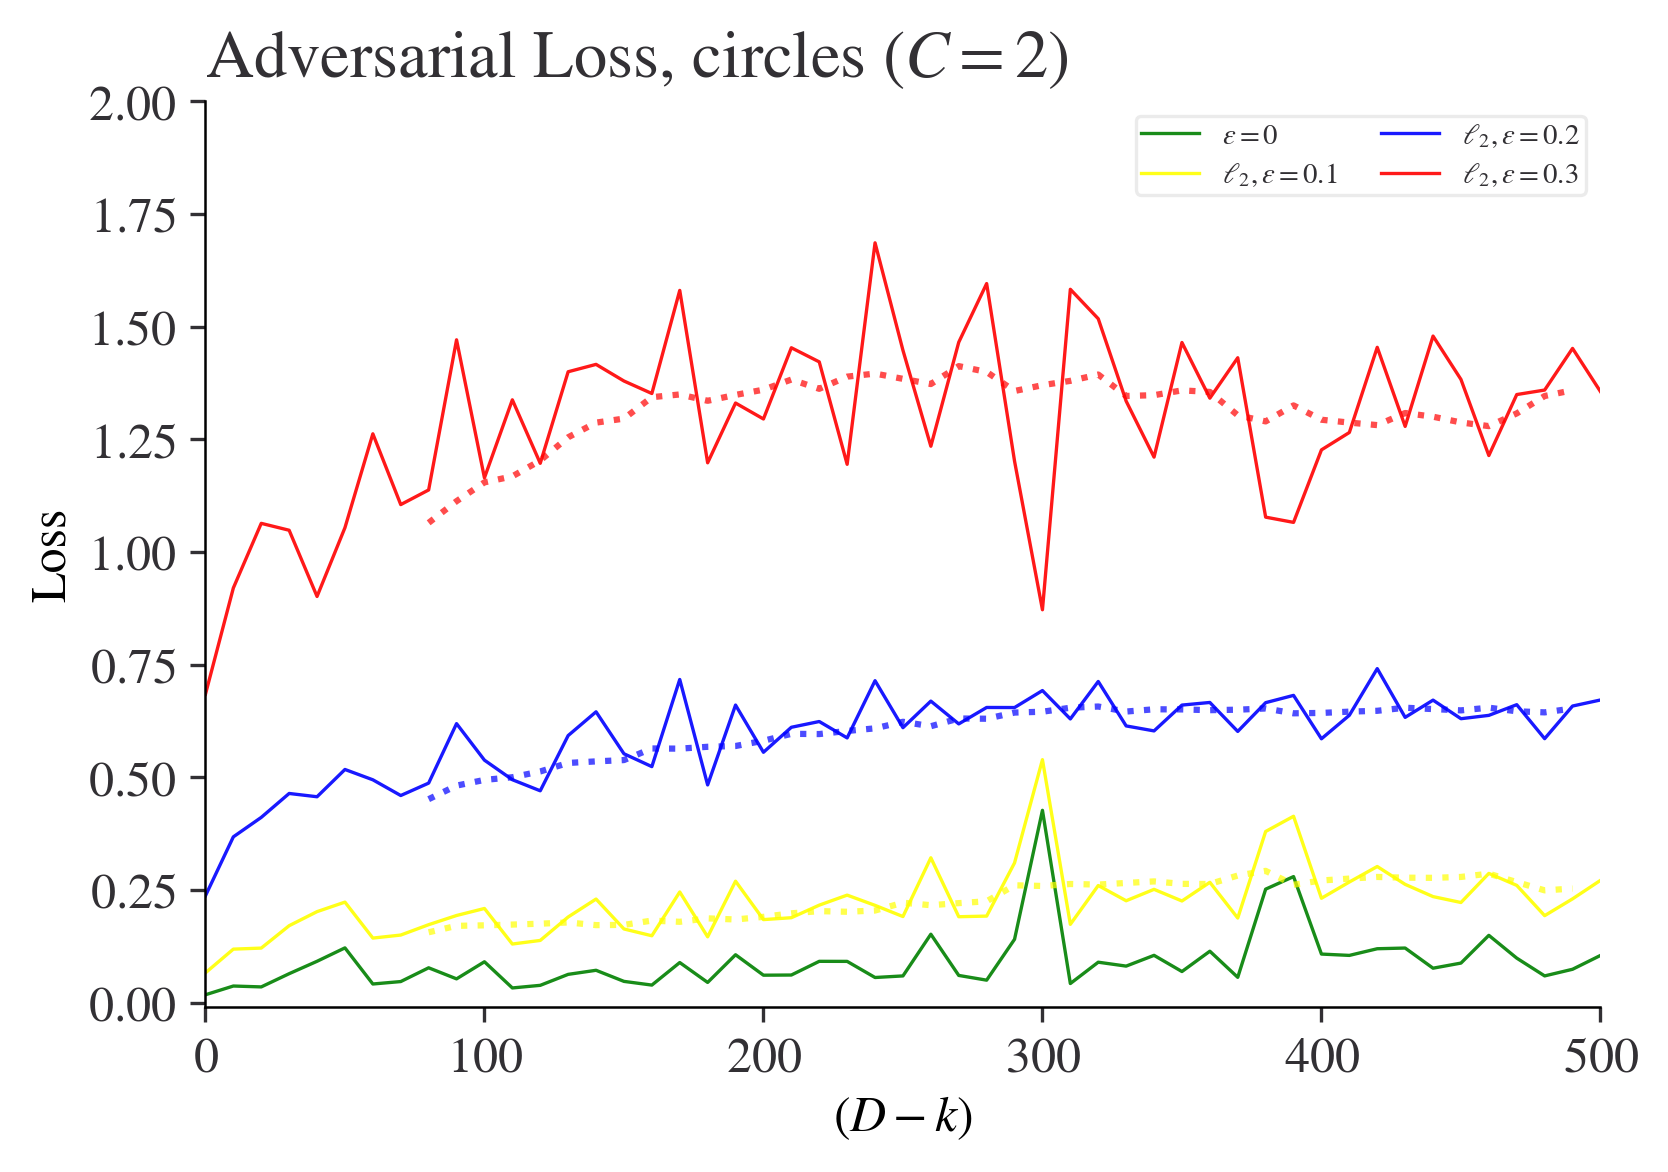 Adversarial Loss, circles (C = 2)
2.00
1.75
1.50
1.25
1.00
0.75
0.50
0.25
0.00
Loss
ε = 0
ℓ₂, ε = 0.1
ℓ₂, ε = 0.2
ℓ₂, ε = 0.3
0 100 200 300 400 500
(D − k)